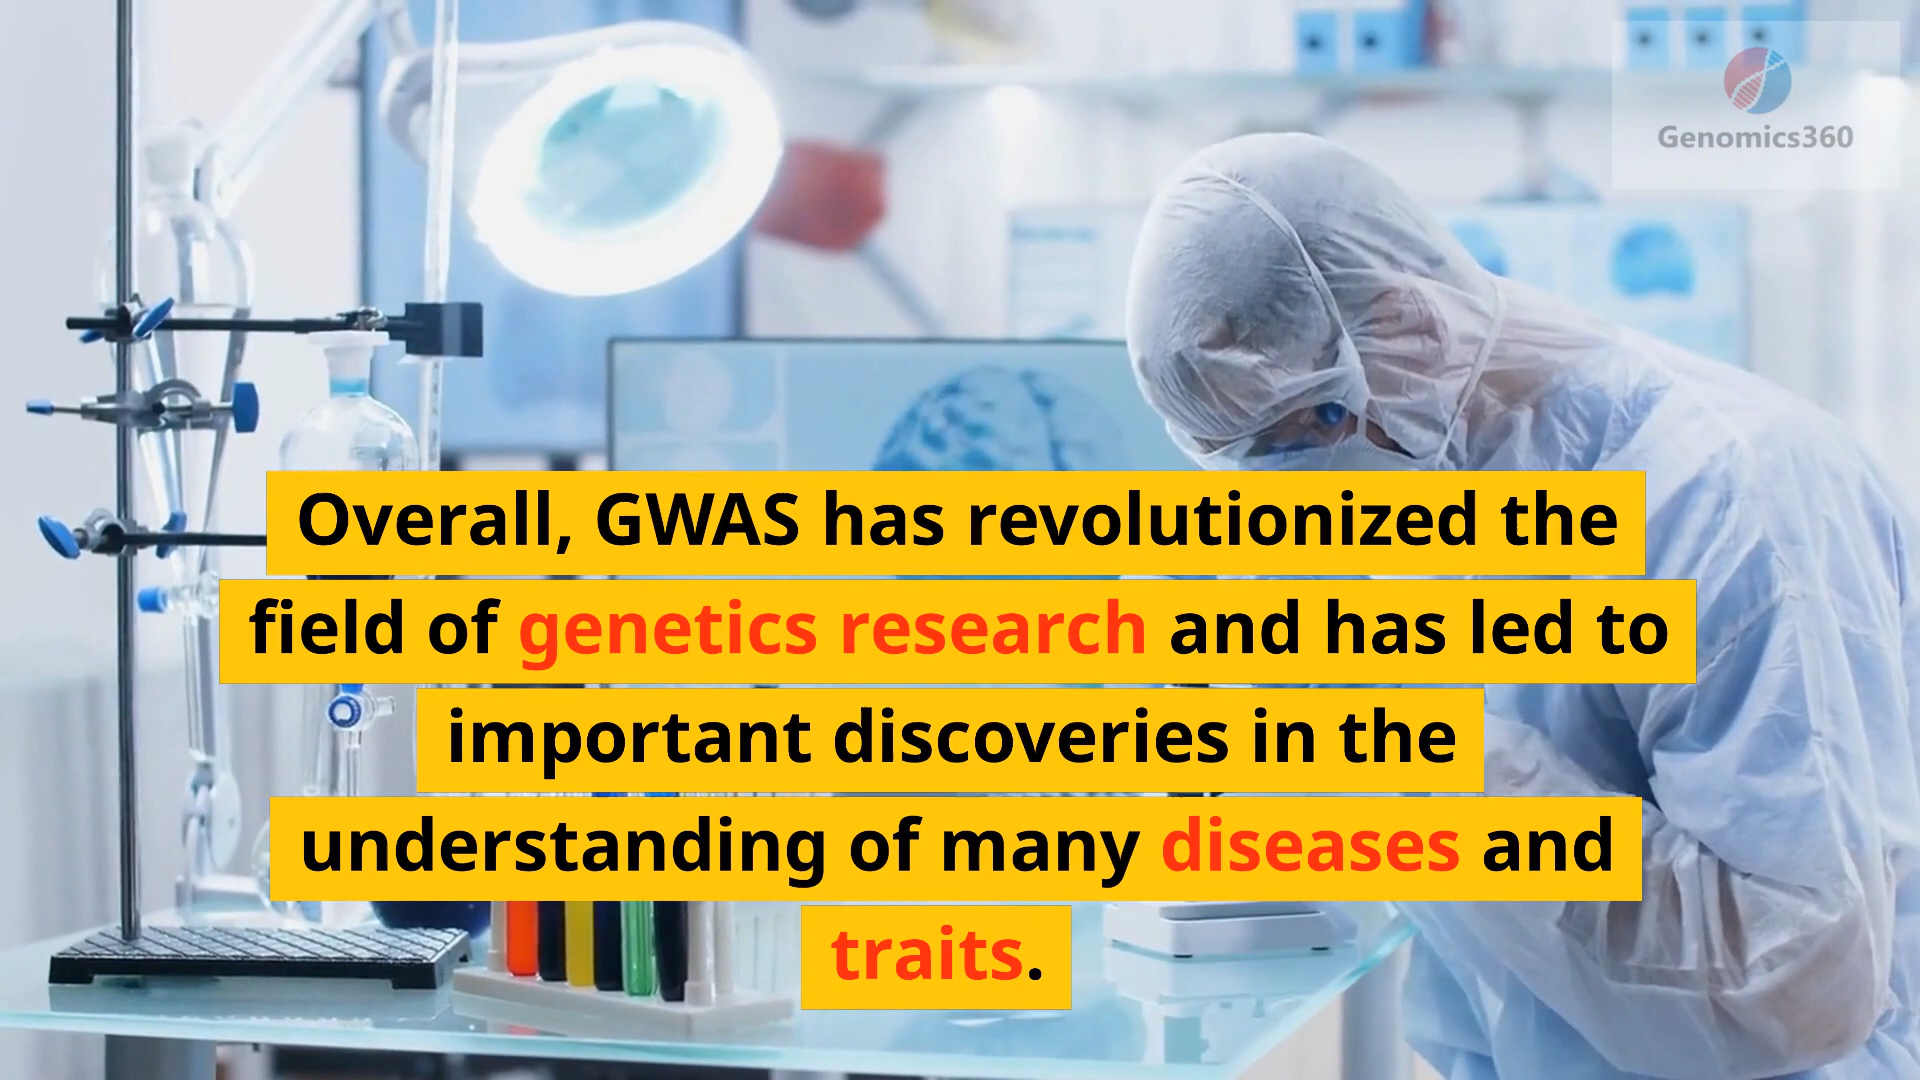 Genomics360
Overall, GWAS has revolutionized the
field of genetics research and has led to
important discoveries in the
understanding of many diseases and
traits.